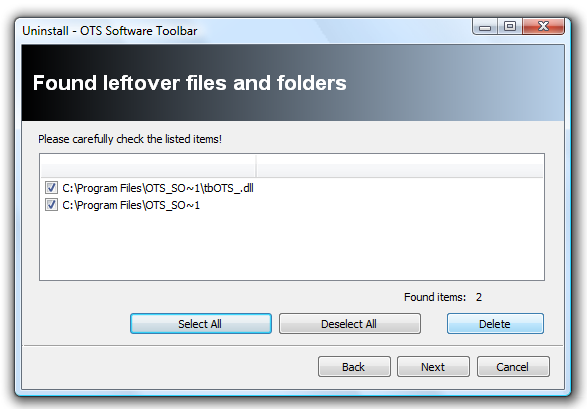 Uninstall - OTS Software Toolbar
Found leftover files and folders
Please carefully check the listed items!
C:\Program Files\OTS_SO~1\tbOTS_.dll
C:\Program Files\OTS_SO~1
Found items: 2
Select All Deselect All Delete
Back Next Cancel